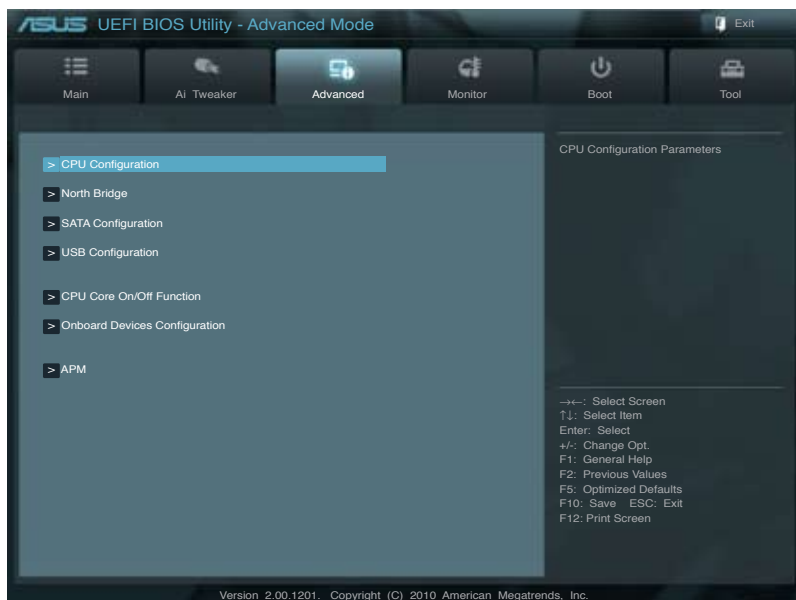 ASUS UEFI BIOS Utility - Advanced Mode
Exit
Main
Ai Tweaker
Advanced
Monitor
Boot
Tool
> CPU Configuration
> North Bridge
> SATA Configuration
> USB Configuration
> CPU Core On/Off Function
> Onboard Devices Configuration
> APM
CPU Configuration Parameters
→←: Select Screen
↑↓: Select Item
Enter: Select
+/-: Change Opt.
F1: General Help
F2: Previous Values
F5: Optimized Defaults
F10: Save ESC: Exit
F12: Print Screen
Version 2.00.1201. Copyright (C) 2010 American Megatrends, Inc.